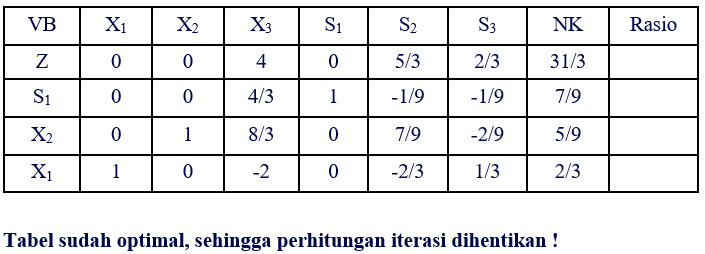 VB X₁ X₂ X₃ S₁ S₂ S₃ NK Rasio
Z 0 0 4 0 5/3 2/3 31/3
S₁ 0 0 4/3 1 -1/9 -1/9 7/9
X₂ 0 1 8/3 0 7/9 -2/9 5/9
X₁ 1 0 -2 0 -2/3 1/3 2/3
Tabel sudah optimal, sehingga perhitungan iterasi dihentikan !